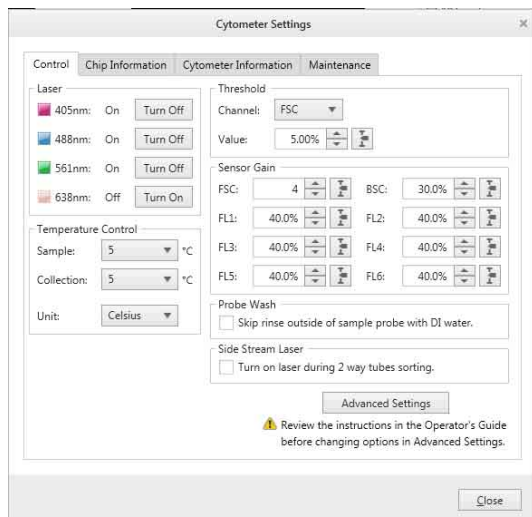 Cytometer Settings
Control Chip Information Cytometer Information Maintenance
Laser
405nm: On Turn Off
488nm: On Turn Off
561nm: On Turn Off
638nm: Off Turn On
Temperature Control
Sample: 5 °C
Collection: 5 °C
Unit: Celsius
Threshold
Channel: FSC
Value: 5.00%
Sensor Gain
FSC: 4 BSC: 30.0%
FL1: 40.0% FL2: 40.0%
FL3: 40.0% FL4: 40.0%
FL5: 40.0% FL6: 40.0%
Probe Wash
Skip rinse outside of sample probe with DI water.
Side Stream Laser
Turn on laser during 2 way tubes sorting.
Advanced Settings
Review the instructions in the Operator's Guide
before changing options in Advanced Settings.
Close